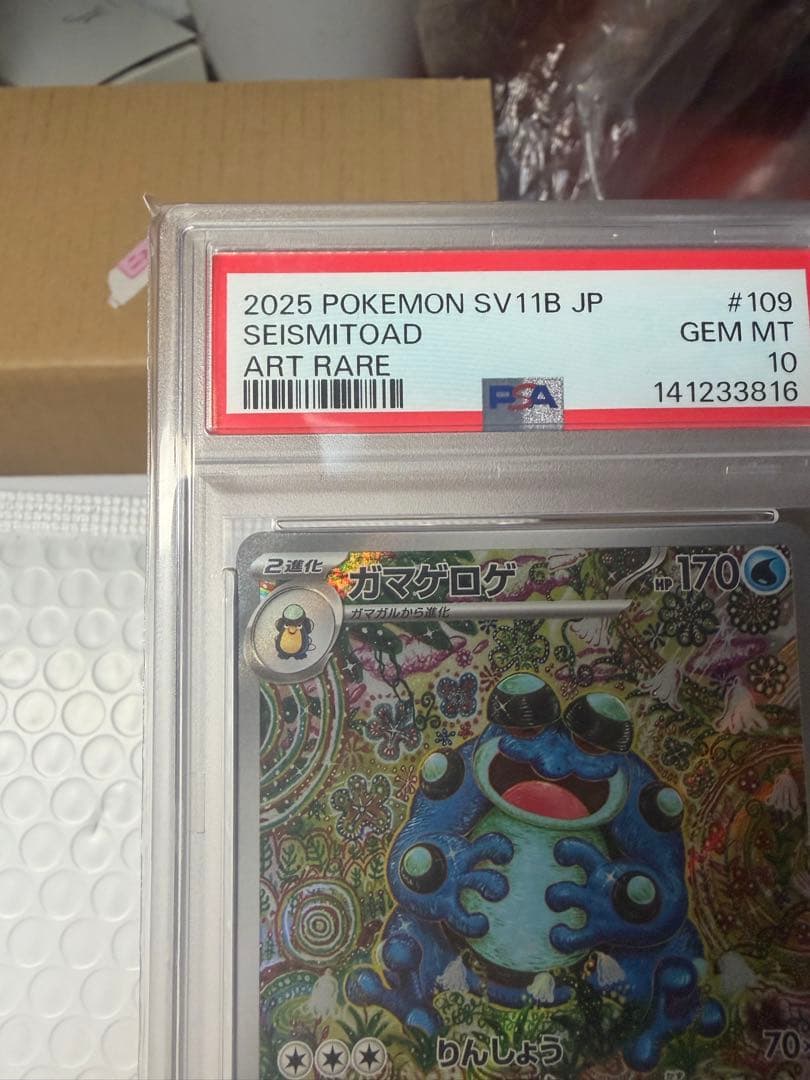 2025 POKEMON SV11B JP #109
SEISMITOAD GEM MT
ART RARE 10
PSA 141233816
2進化 ガマゲロゲ HP 170
ガマガルから進化
りんしょう 70